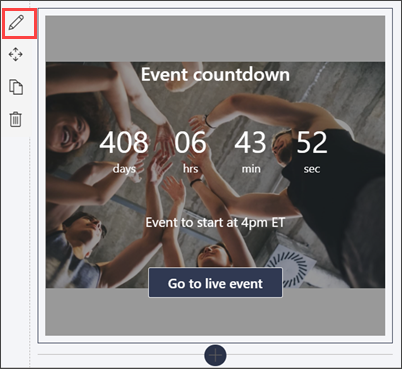 Event countdown
408 06 43 52
days hrs min sec
Event to start at 4pm ET
Go to live event